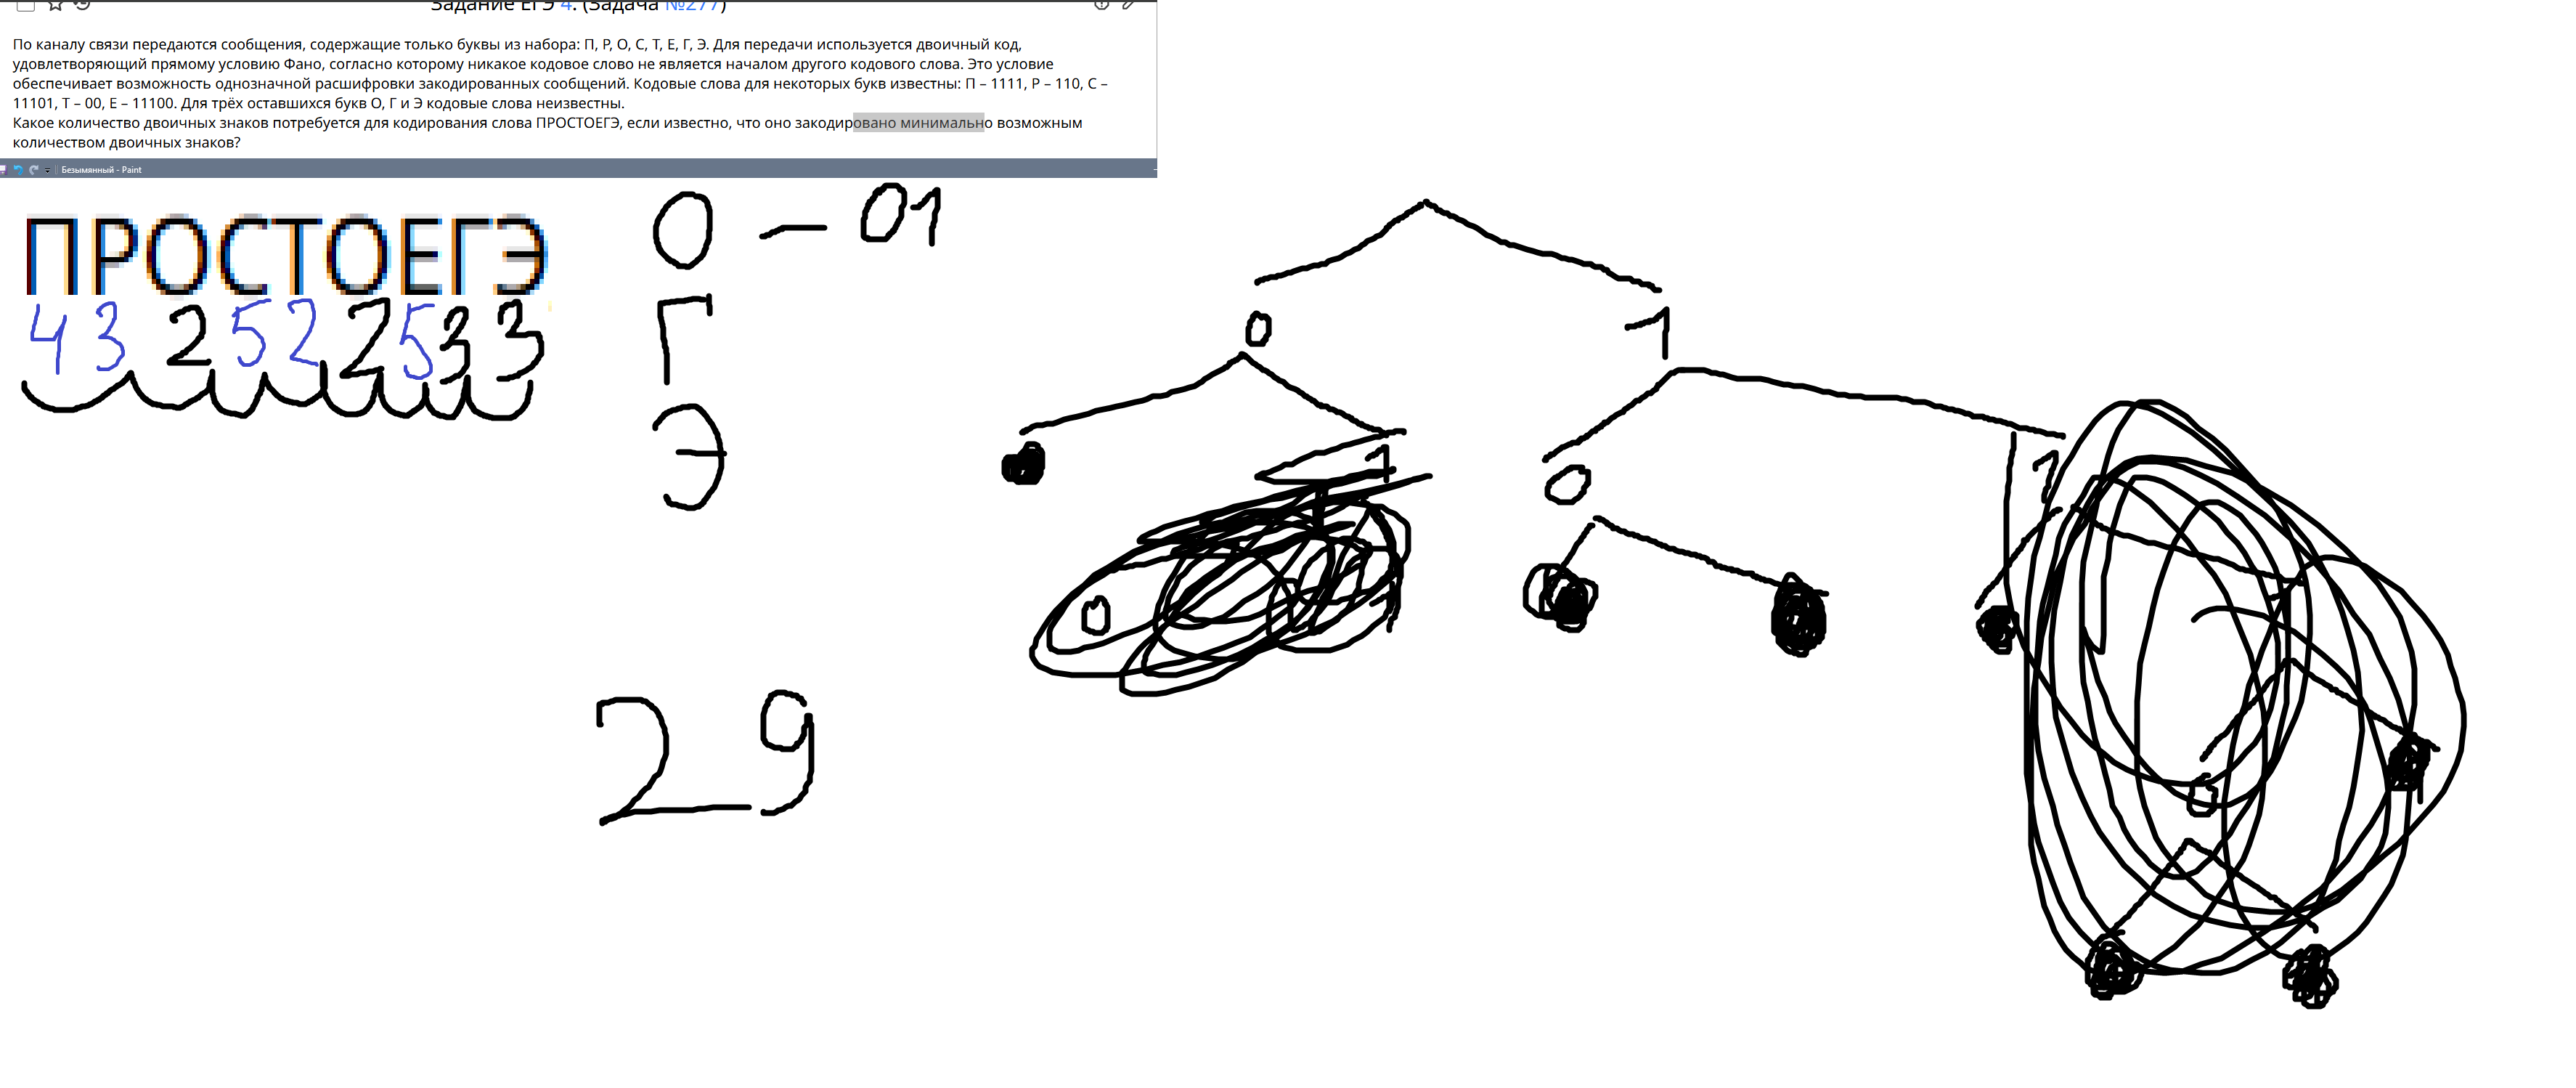 Задание ЕГЭ 4. (Задача №277)
По каналу связи передаются сообщения, содержащие только буквы из набора: П, Р, О, С, Т, Е, Г, Э. Для передачи используется двоичный код,
удовлетворяющий прямому условию Фано, согласно которому никакое кодовое слово не является началом другого кодового слова. Это условие
обеспечивает возможность однозначной расшифровки закодированных сообщений. Кодовые слова для некоторых букв известны: П – 1111, Р – 110, С –
11101, Т – 00, Е – 11100. Для трёх оставшихся букв О, Г и Э кодовые слова неизвестны.
Какое количество двоичных знаков потребуется для кодирования слова ПРОСТОЕГЭ, если известно, что оно закодировано минимально возможным
количеством двоичных знаков?
Безымянный - Paint
ПРОСТОЕГЭ
4 3 2 5 2 2 5 3 3
О — 01
Г
Э
29
0 1
1 0 1
0
0